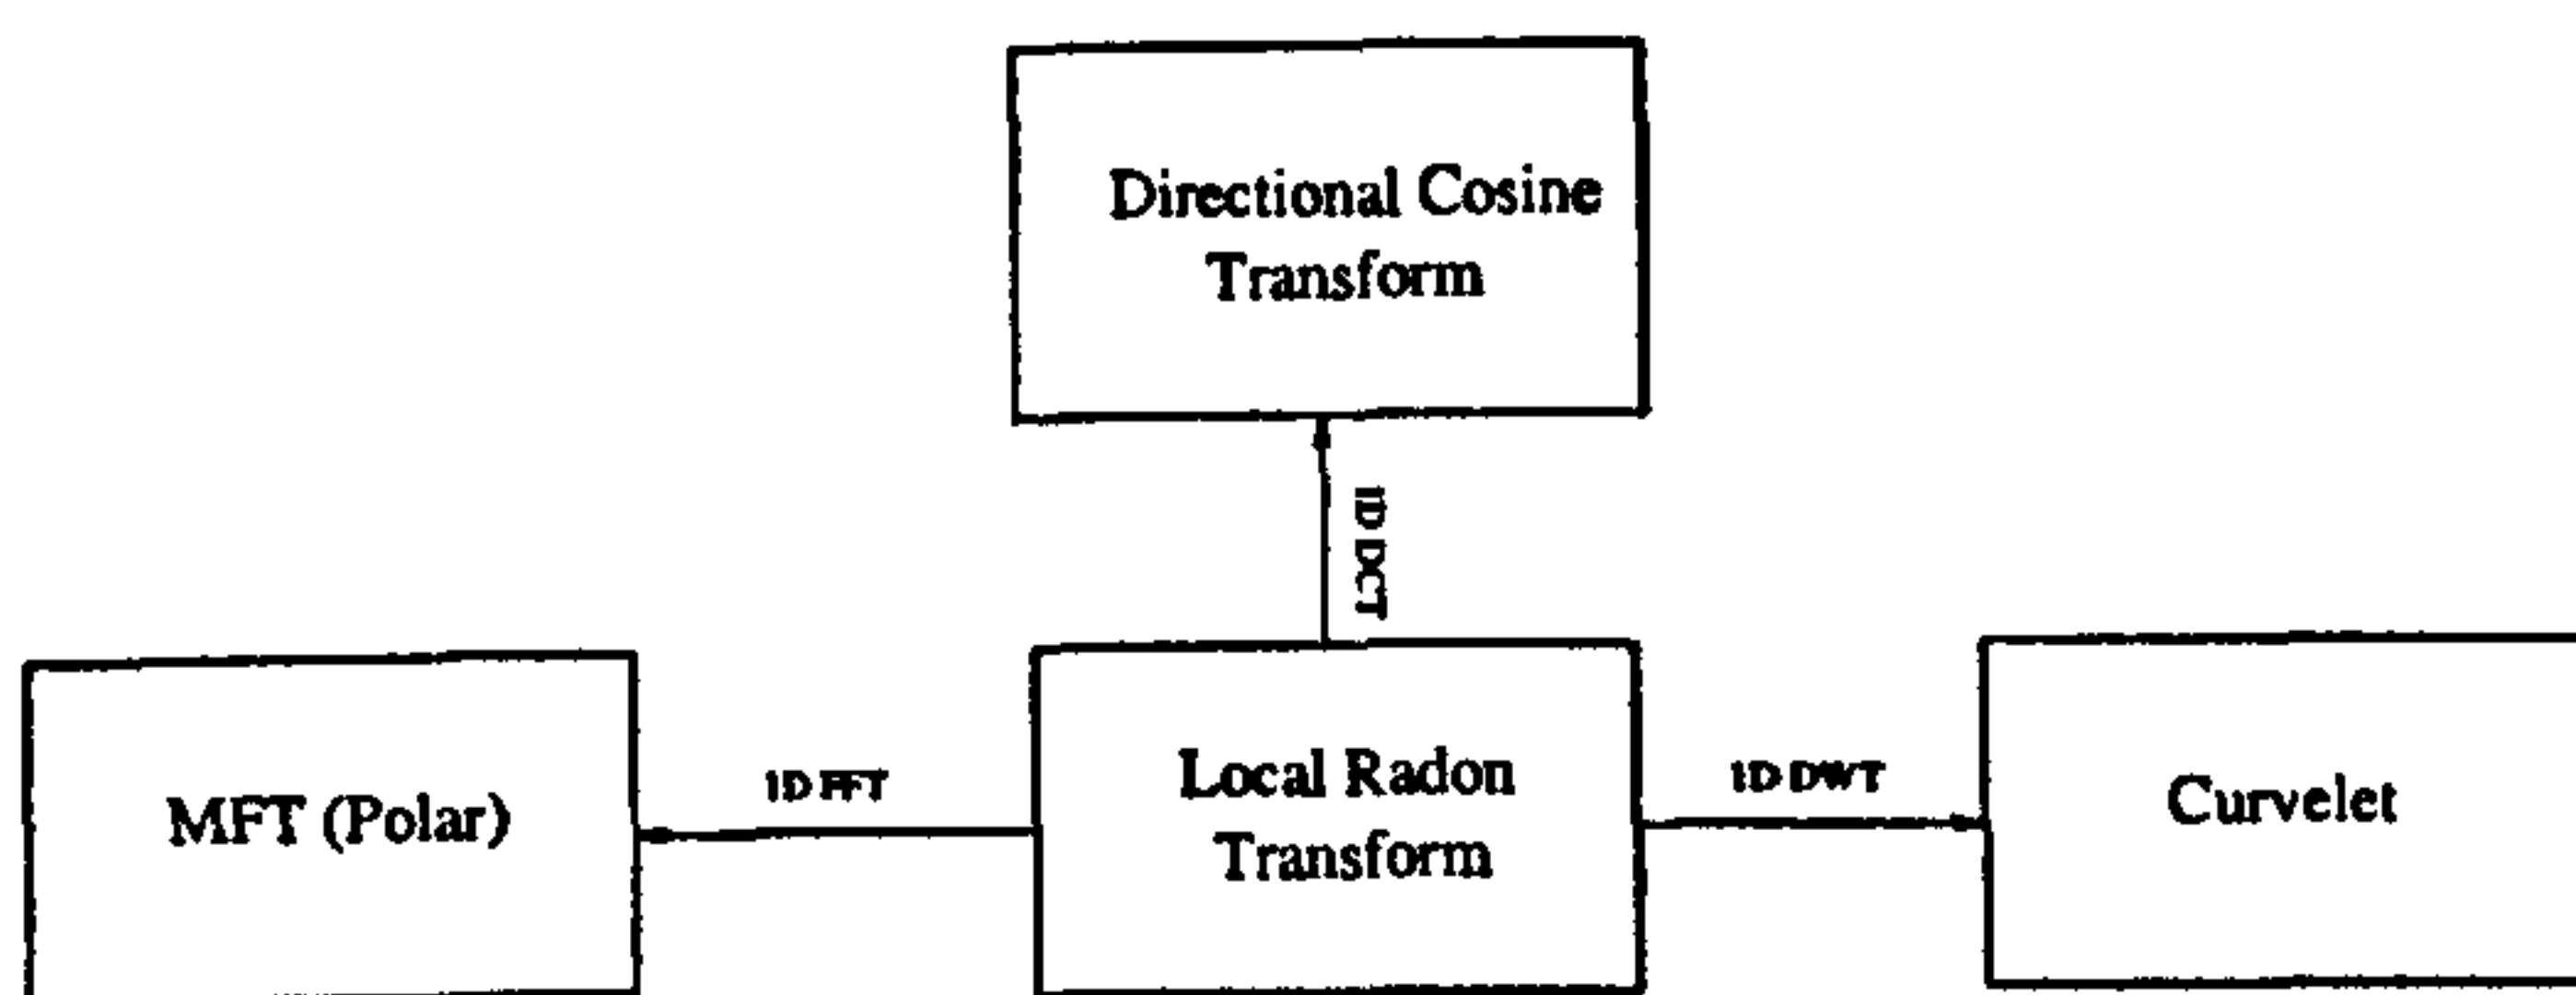 Directional Cosine
Transform
1D DCT
MFT (Polar)
1D FFT
Local Radon
Transform
1D DWT
Curvelet